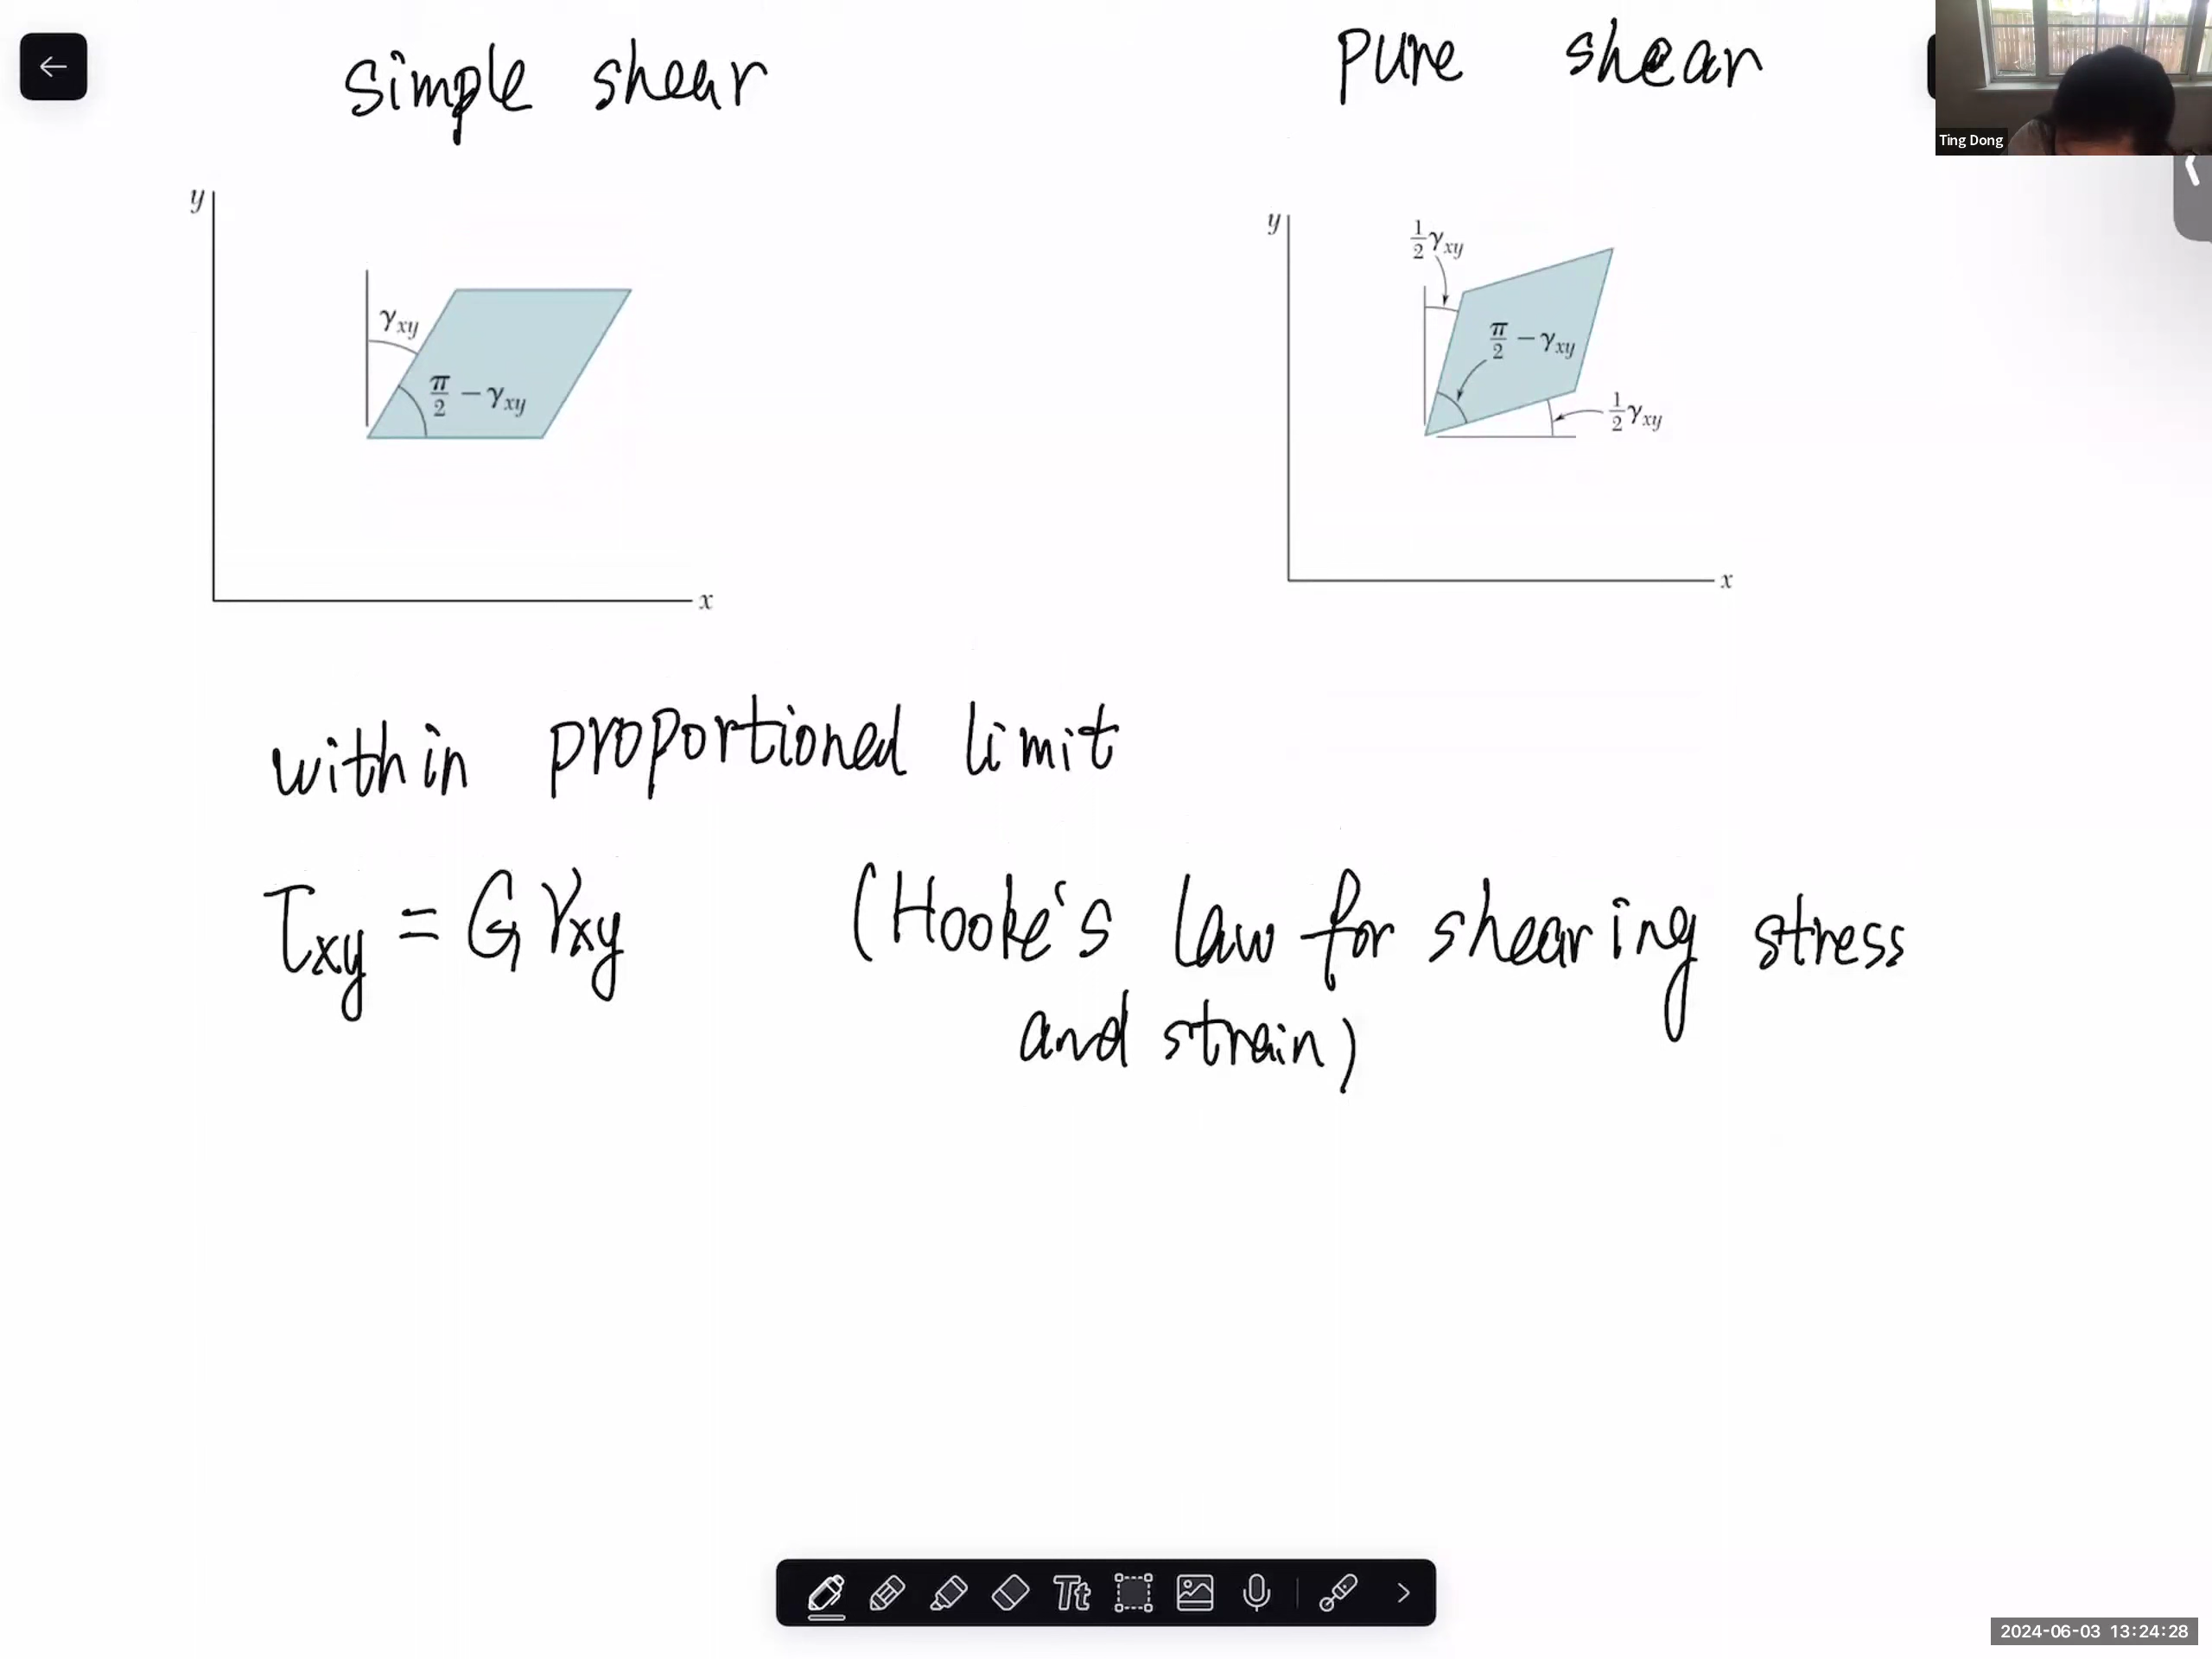 simple shear
pure shear
Ting Dong
y
γxy
π/2 − γxy
x
y
1/2 γxy
π/2 − γxy
1/2 γxy
x
within proportioned limit
τxy = G γxy (Hooke's law for shearing stress
and strain)
Tt
2024-06-03 13:24:28